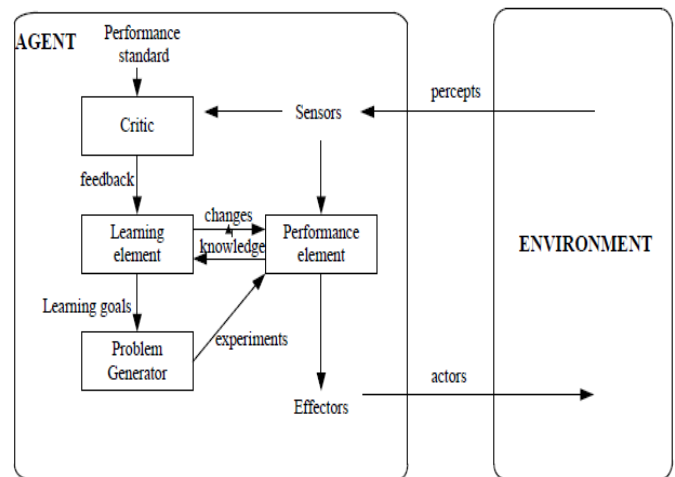 AGENT
Performance
standard
percepts
Sensors
Critic
feedback
changes
Learning
element
knowledge
Performance
element
ENVIRONMENT
Learning goals
experiments
Problem
Generator
actors
Effectors